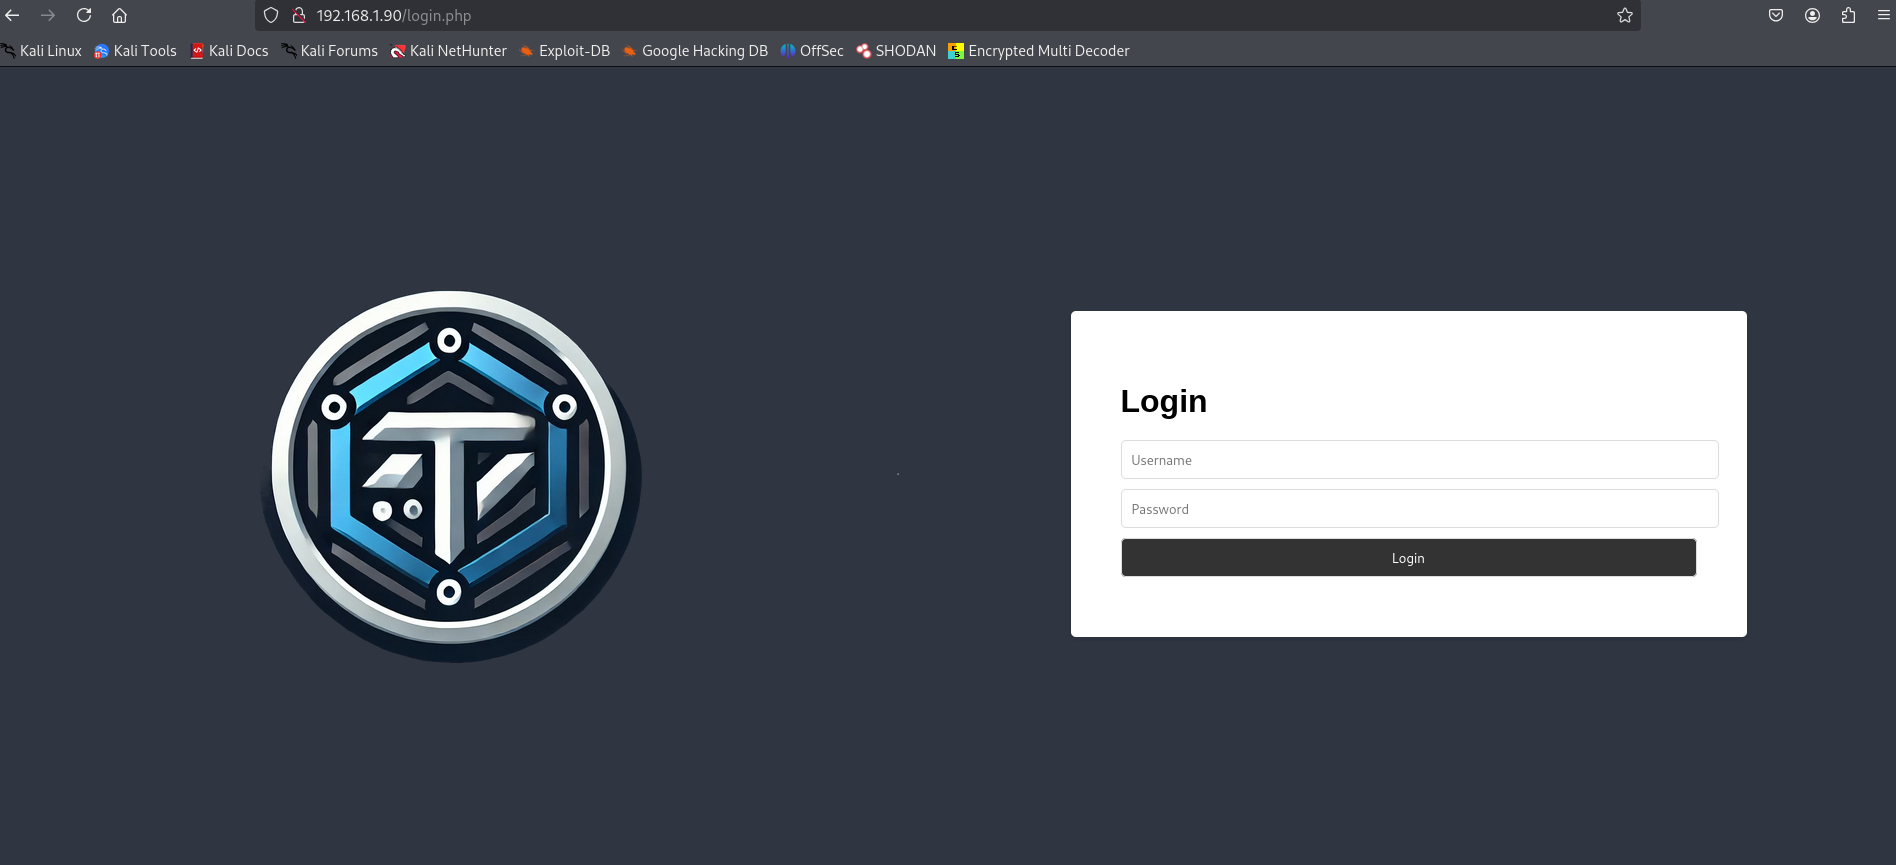 192.168.1.90/login.php
Kali Linux Kali Tools Kali Docs Kali Forums Kali NetHunter Exploit-DB Google Hacking DB OffSec SHODAN Encrypted Multi Decoder
Login
Username
Password
Login